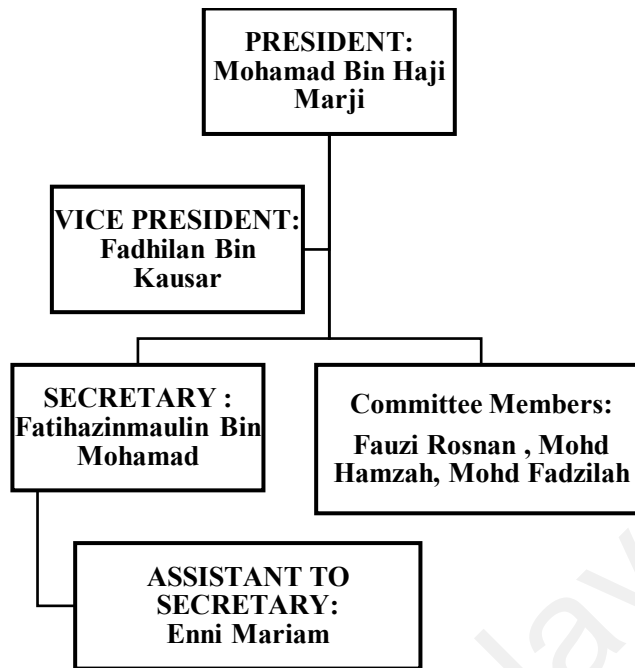 PRESIDENT:
Mohamad Bin Haji
Marji
VICE PRESIDENT:
Fadhilan Bin
Kausar
SECRETARY :
Fatihazinmaulin Bin
Mohamad
Committee Members:
Fauzi Rosnan , Mohd
Hamzah, Mohd Fadzilah
ASSISTANT TO
SECRETARY:
Enni Mariam